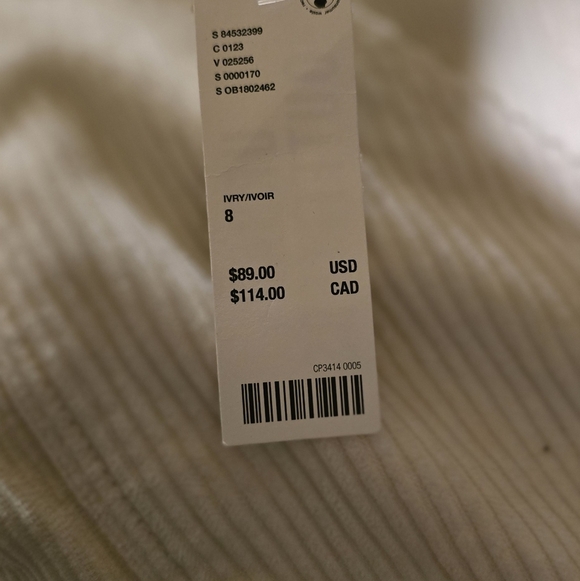 S 84532399
C 0123
V 025256
S 0000170
S OB1802462
IVRY/IVOIR
8
$89.00 USD
$114.00 CAD
CP3414 0005